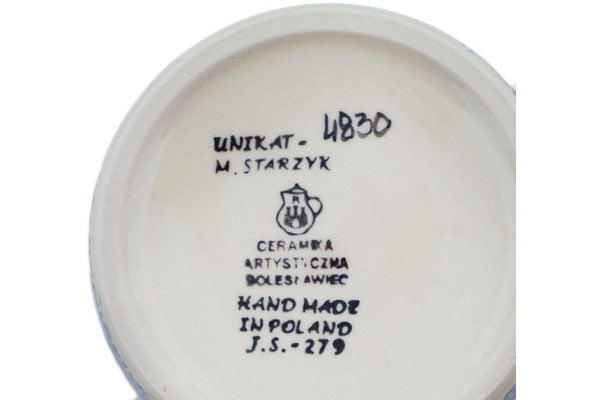 UNIKAT - 4830
M. STARZYK
R
CERAMIKA
ARTYSTYCZNA
BOLESŁAWIEC
HAND MADE
IN POLAND
J.S.-279